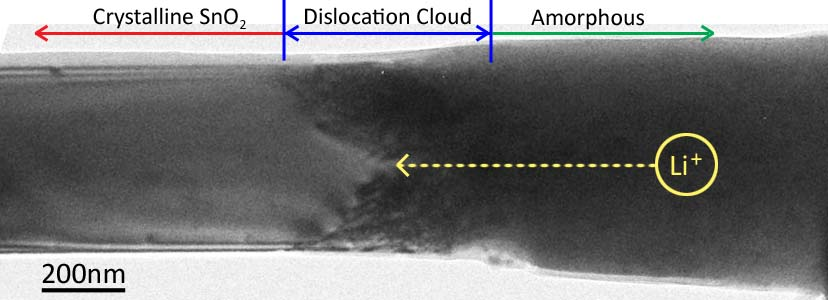 Crystalline SnO₂
Dislocation Cloud
Amorphous
Li⁺
200nm